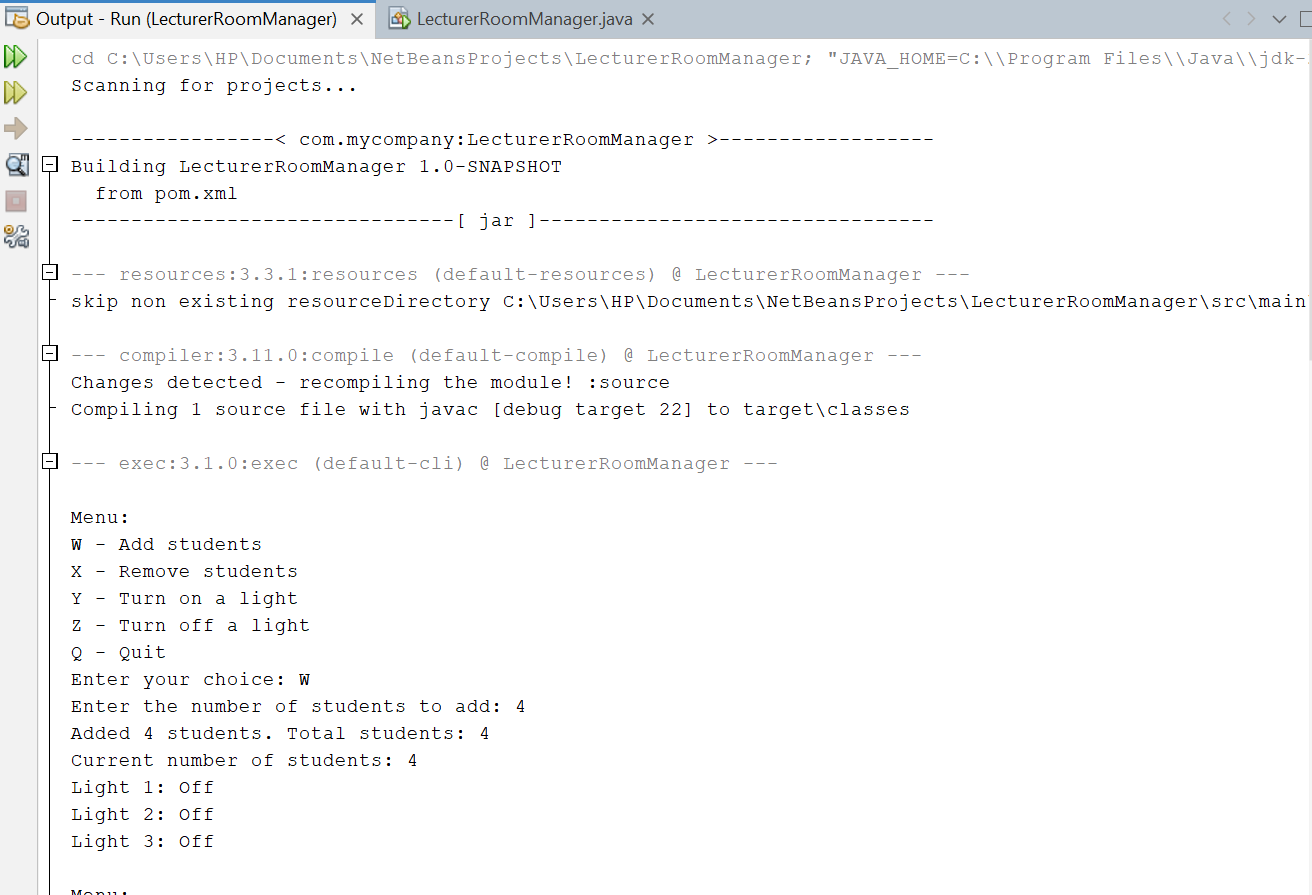 Output - Run (LecturerRoomManager) LecturerRoomManager.java
cd C:\Users\HP\Documents\NetBeansProjects\LecturerRoomManager; "JAVA_HOME=C:\\Program Files\\Java\\jdk-
Scanning for projects...
-----------------< com.mycompany:LecturerRoomManager >------------------
Building LecturerRoomManager 1.0-SNAPSHOT
  from pom.xml
--------------------------------[ jar ]---------------------------------
--- resources:3.3.1:resources (default-resources) @ LecturerRoomManager ---
skip non existing resourceDirectory C:\Users\HP\Documents\NetBeansProjects\LecturerRoomManager\src\main
--- compiler:3.11.0:compile (default-compile) @ LecturerRoomManager ---
Changes detected - recompiling the module! :source
Compiling 1 source file with javac [debug target 22] to target\classes
--- exec:3.1.0:exec (default-cli) @ LecturerRoomManager ---
Menu:
W - Add students
X - Remove students
Y - Turn on a light
Z - Turn off a light
Q - Quit
Enter your choice: W
Enter the number of students to add: 4
Added 4 students. Total students: 4
Current number of students: 4
Light 1: Off
Light 2: Off
Light 3: Off
Menu: